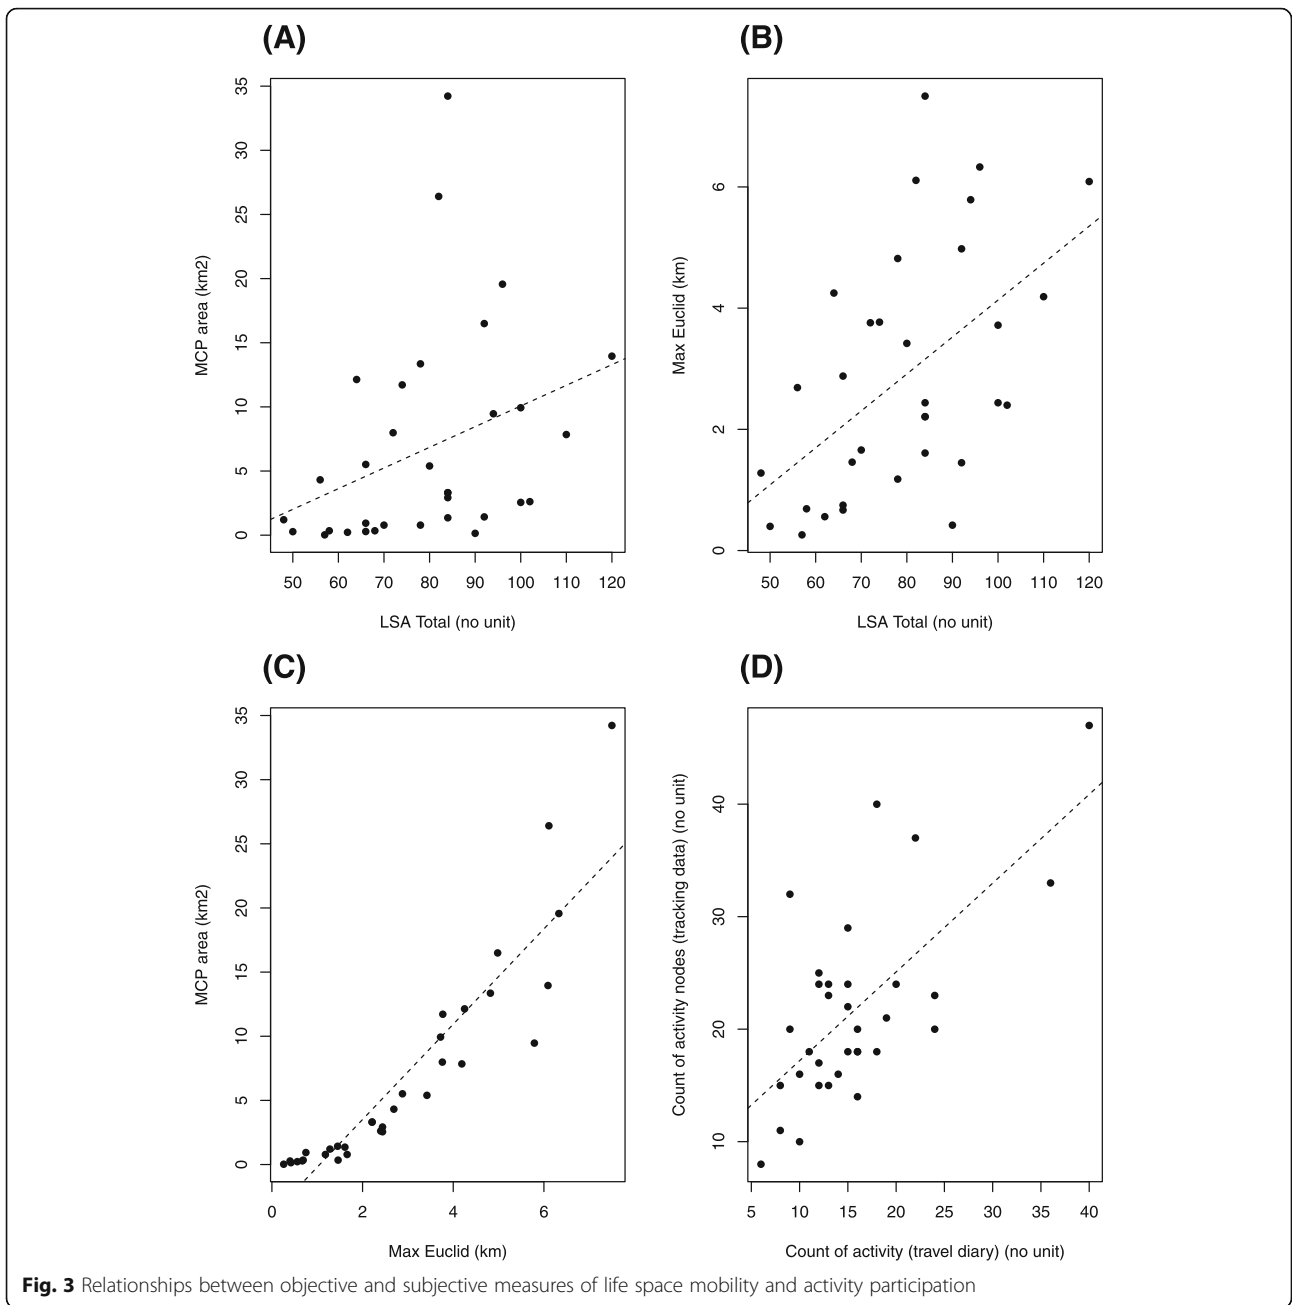 (A)
35
30
25
20
15
10
5
0
MCP area (km2)
50 60 70 80 90 100 110 120
LSA Total (no unit)
(B)
6
4
2
0
Max Euclid (km)
50 60 70 80 90 100 110 120
LSA Total (no unit)
(C)
35
30
25
20
15
10
5
0
MCP area (km2)
0 2 4 6
Max Euclid (km)
(D)
40
30
20
10
Count of activity nodes (tracking data) (no unit)
5 10 15 20 25 30 35 40
Count of activity (travel diary) (no unit)
Fig. 3 Relationships between objective and subjective measures of life space mobility and activity participation